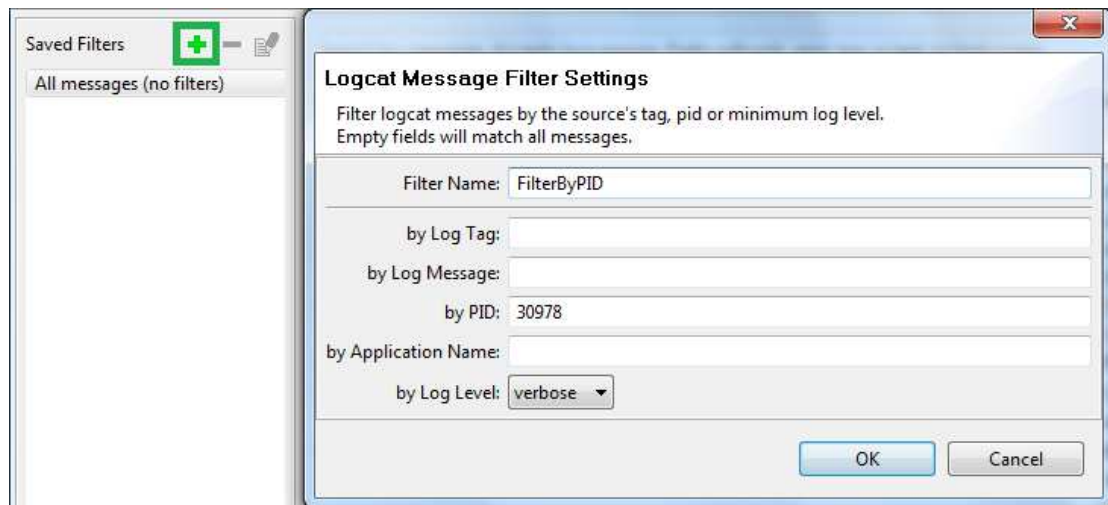 Saved Filters
All messages (no filters)
Logcat Message Filter Settings
Filter logcat messages by the source's tag, pid or minimum log level.
Empty fields will match all messages.
Filter Name: FilterByPID
by Log Tag:
by Log Message:
by PID: 30978
by Application Name:
by Log Level: verbose
OK Cancel